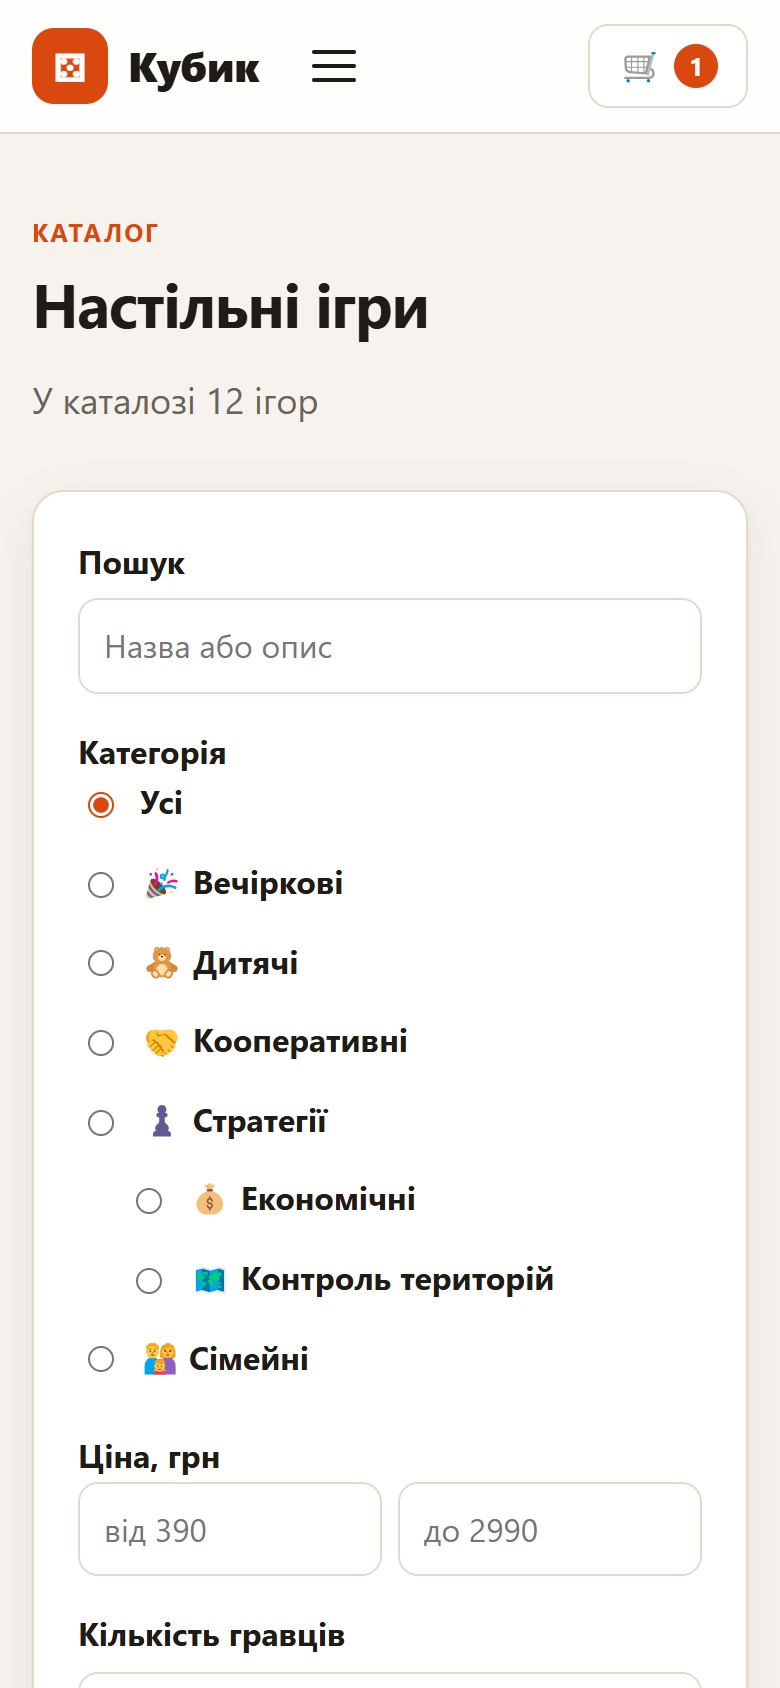 Кубик
1
КАТАЛОГ
Настільні ігри
У каталозі 12 ігор
Пошук
Назва або опис
Категорія
Усі
Вечіркові
Дитячі
Кооперативні
Стратегії
Економічні
Контроль територій
Сімейні
Ціна, грн
від 390
до 2990
Кількість гравців